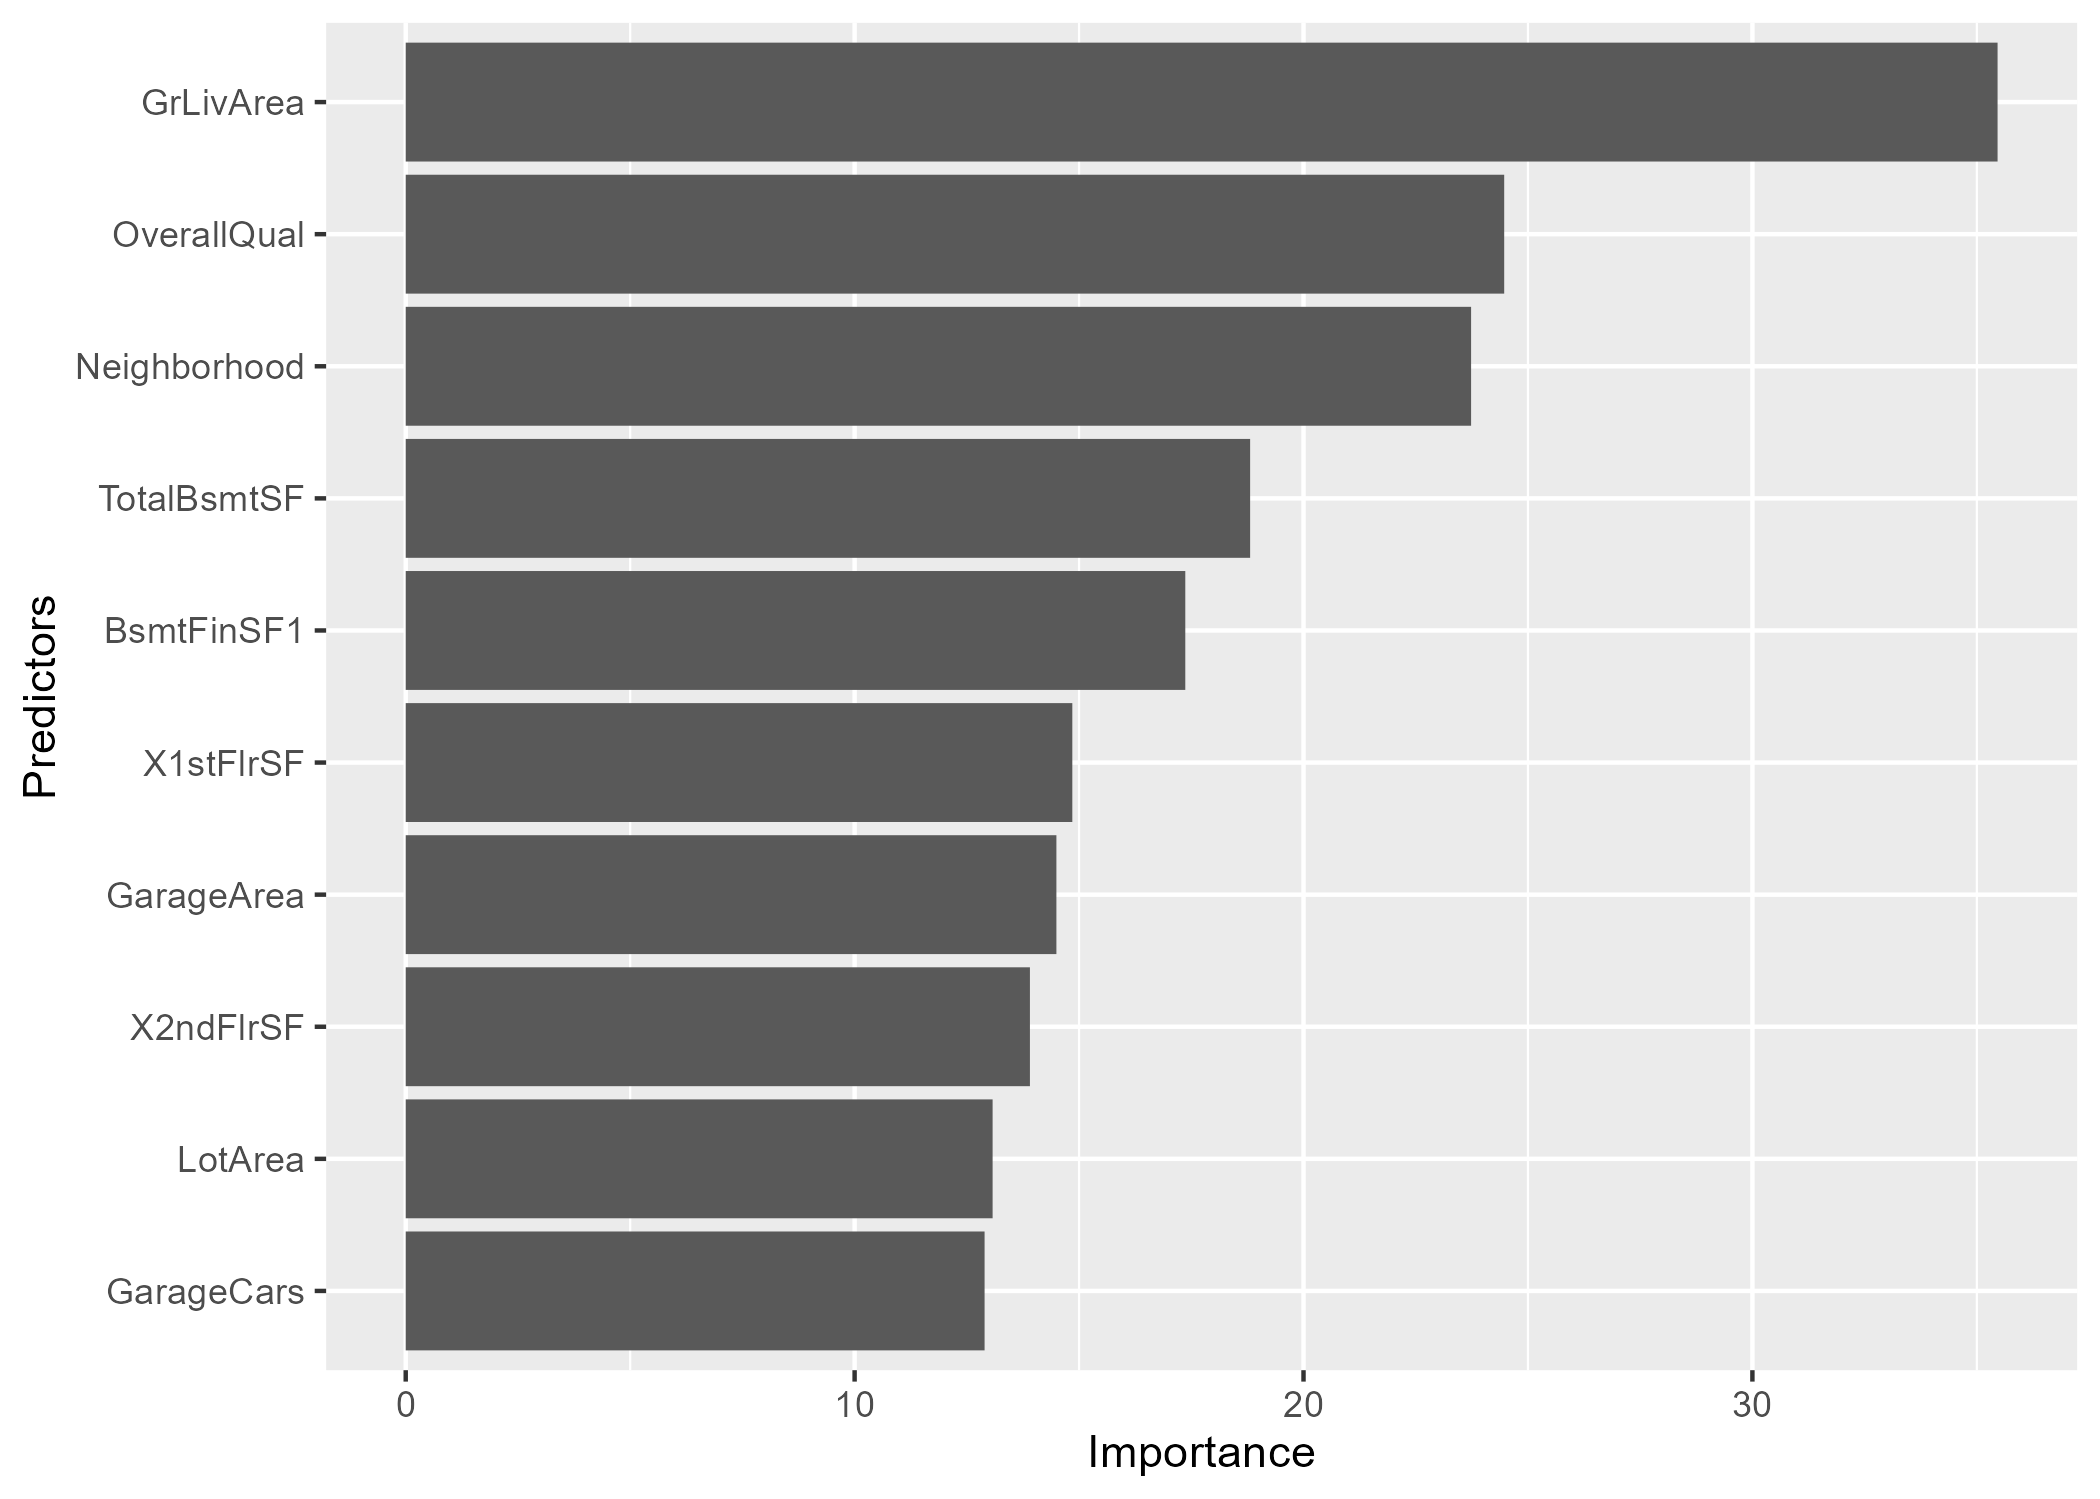 GrLivArea
OverallQual
Neighborhood
TotalBsmtSF
BsmtFinSF1
X1stFlrSF
GarageArea
X2ndFlrSF
LotArea
GarageCars
Predictors
0 10 20 30
Importance